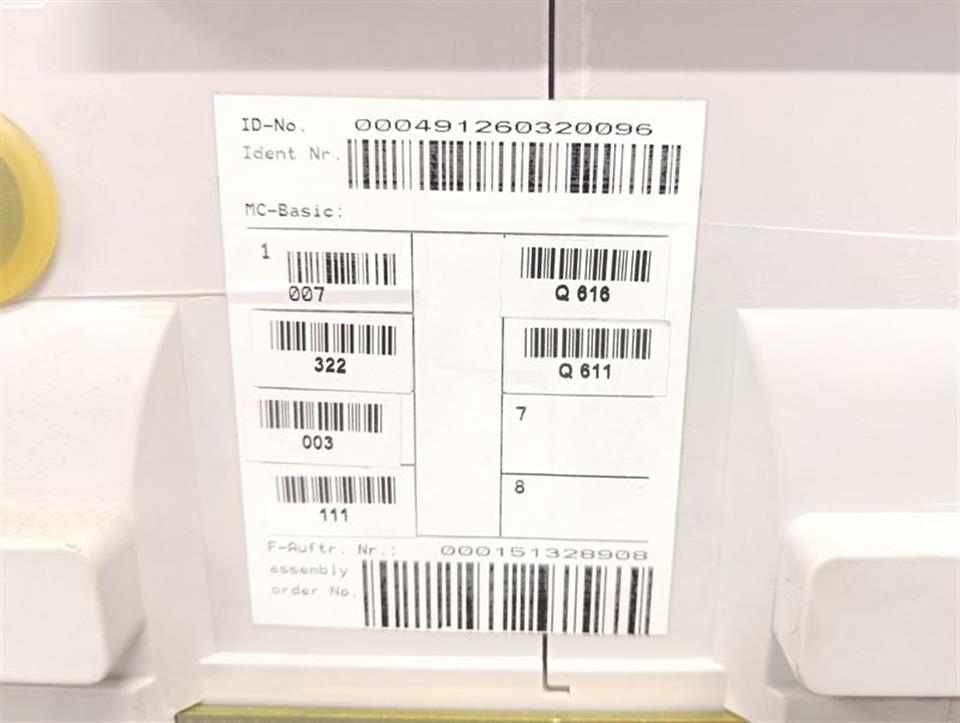 ID-No. 000491260320096
Ident Nr.
MC-Basic:
1
007
Q 616
322
Q 611
003
7
111
8
F-Auftr. Nr.: 000151328908
assembly
order No.